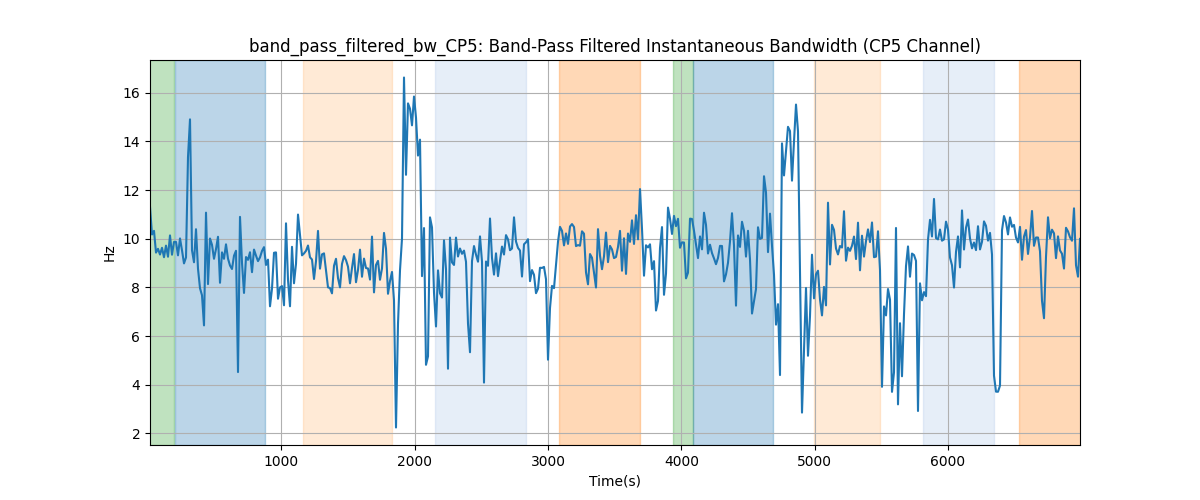 band_pass_filtered_bw_CP5: Band-Pass Filtered Instantaneous Bandwidth (CP5 Channel)
16
14
12
10
8
6
4
2
Hz
1000 2000 3000 4000 5000 6000
Time(s)